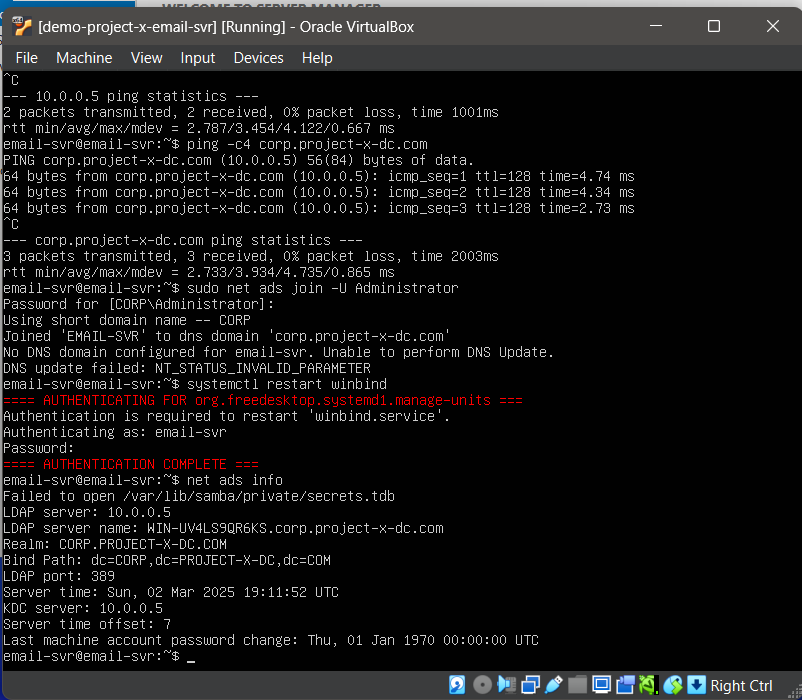 WELCOME TO SERVER MANAGER
[demo-project-x-email-svr] [Running] - Oracle VirtualBox
File Machine View Input Devices Help
^C
--- 10.0.0.5 ping statistics ---
2 packets transmitted, 2 received, 0% packet loss, time 1001ms
rtt min/avg/max/mdev = 2.787/3.454/4.122/0.667 ms
email-svr@email-svr:~$ ping -c4 corp.project-x-dc.com
PING corp.project-x-dc.com (10.0.0.5) 56(84) bytes of data.
64 bytes from corp.project-x-dc.com (10.0.0.5): icmp_seq=1 ttl=128 time=4.74 ms
64 bytes from corp.project-x-dc.com (10.0.0.5): icmp_seq=2 ttl=128 time=4.34 ms
64 bytes from corp.project-x-dc.com (10.0.0.5): icmp_seq=3 ttl=128 time=2.73 ms
^C
--- corp.project-x-dc.com ping statistics ---
3 packets transmitted, 3 received, 0% packet loss, time 2003ms
rtt min/avg/max/mdev = 2.733/3.934/4.735/0.865 ms
email-svr@email-svr:~$ sudo net ads join -U Administrator
Password for [CORP\Administrator]:
Using short domain name -- CORP
Joined 'EMAIL-SVR' to dns domain 'corp.project-x-dc.com'
No DNS domain configured for email-svr. Unable to perform DNS Update.
DNS update failed: NT_STATUS_INVALID_PARAMETER
email-svr@email-svr:~$ systemctl restart winbind
==== AUTHENTICATING FOR org.freedesktop.systemd1.manage-units ===
Authentication is required to restart 'winbind.service'.
Authenticating as: email-svr
Password:
==== AUTHENTICATION COMPLETE ===
email-svr@email-svr:~$ net ads info
Failed to open /var/lib/samba/private/secrets.tdb
LDAP server: 10.0.0.5
LDAP server name: WIN-UV4LS9QR6KS.corp.project-x-dc.com
Realm: CORP.PROJECT-X-DC.COM
Bind Path: dc=CORP,dc=PROJECT-X-DC,dc=COM
LDAP port: 389
Server time: Sun, 02 Mar 2025 19:11:52 UTC
KDC server: 10.0.0.5
Server time offset: 7
Last machine account password change: Thu, 01 Jan 1970 00:00:00 UTC
email-svr@email-svr:~$ _
Right Ctrl